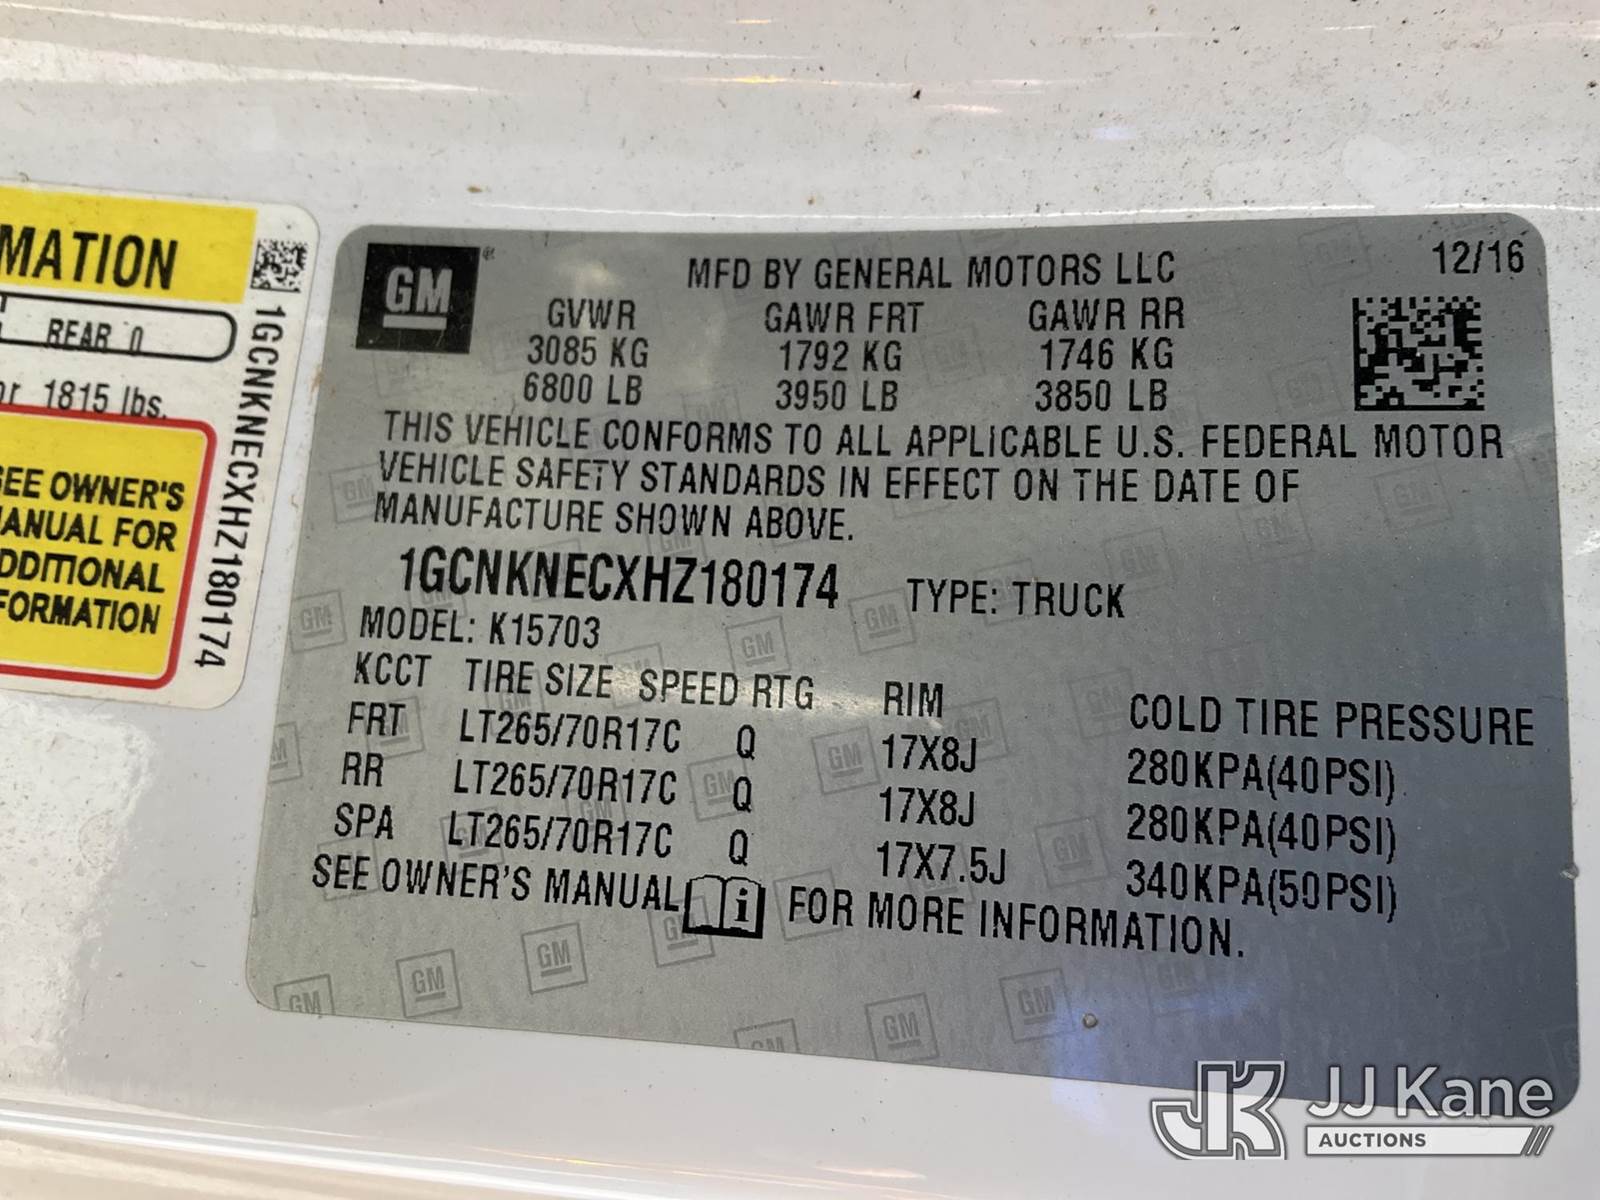 MATION
REAR 0
or 1815 lbs.
SEE OWNER'S
MANUAL FOR
ADDITIONAL
INFORMATION
1GCNKNECXHZ180174
GM
MFD BY GENERAL MOTORS LLC
12/16
GVWR GAWR FRT GAWR RR
3085 KG 1792 KG 1746 KG
6800 LB 3950 LB 3850 LB
THIS VEHICLE CONFORMS TO ALL APPLICABLE U.S. FEDERAL MOTOR
VEHICLE SAFETY STANDARDS IN EFFECT ON THE DATE OF
MANUFACTURE SHOWN ABOVE.
1GCNKNECXHZ180174 TYPE: TRUCK
MODEL: K15703
KCCT TIRE SIZE SPEED RTG RIM COLD TIRE PRESSURE
FRT LT265/70R17C Q 17X8J 280KPA(40PSI)
RR LT265/70R17C Q 17X8J 280KPA(40PSI)
SPA LT265/70R17C Q 17X7.5J 340KPA(50PSI)
SEE OWNER'S MANUAL i FOR MORE INFORMATION.
JK JJ Kane
AUCTIONS